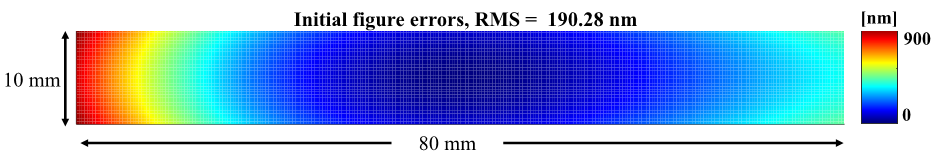 Initial figure errors, RMS = 190.28 nm
[nm]
900
10 mm
0
80 mm